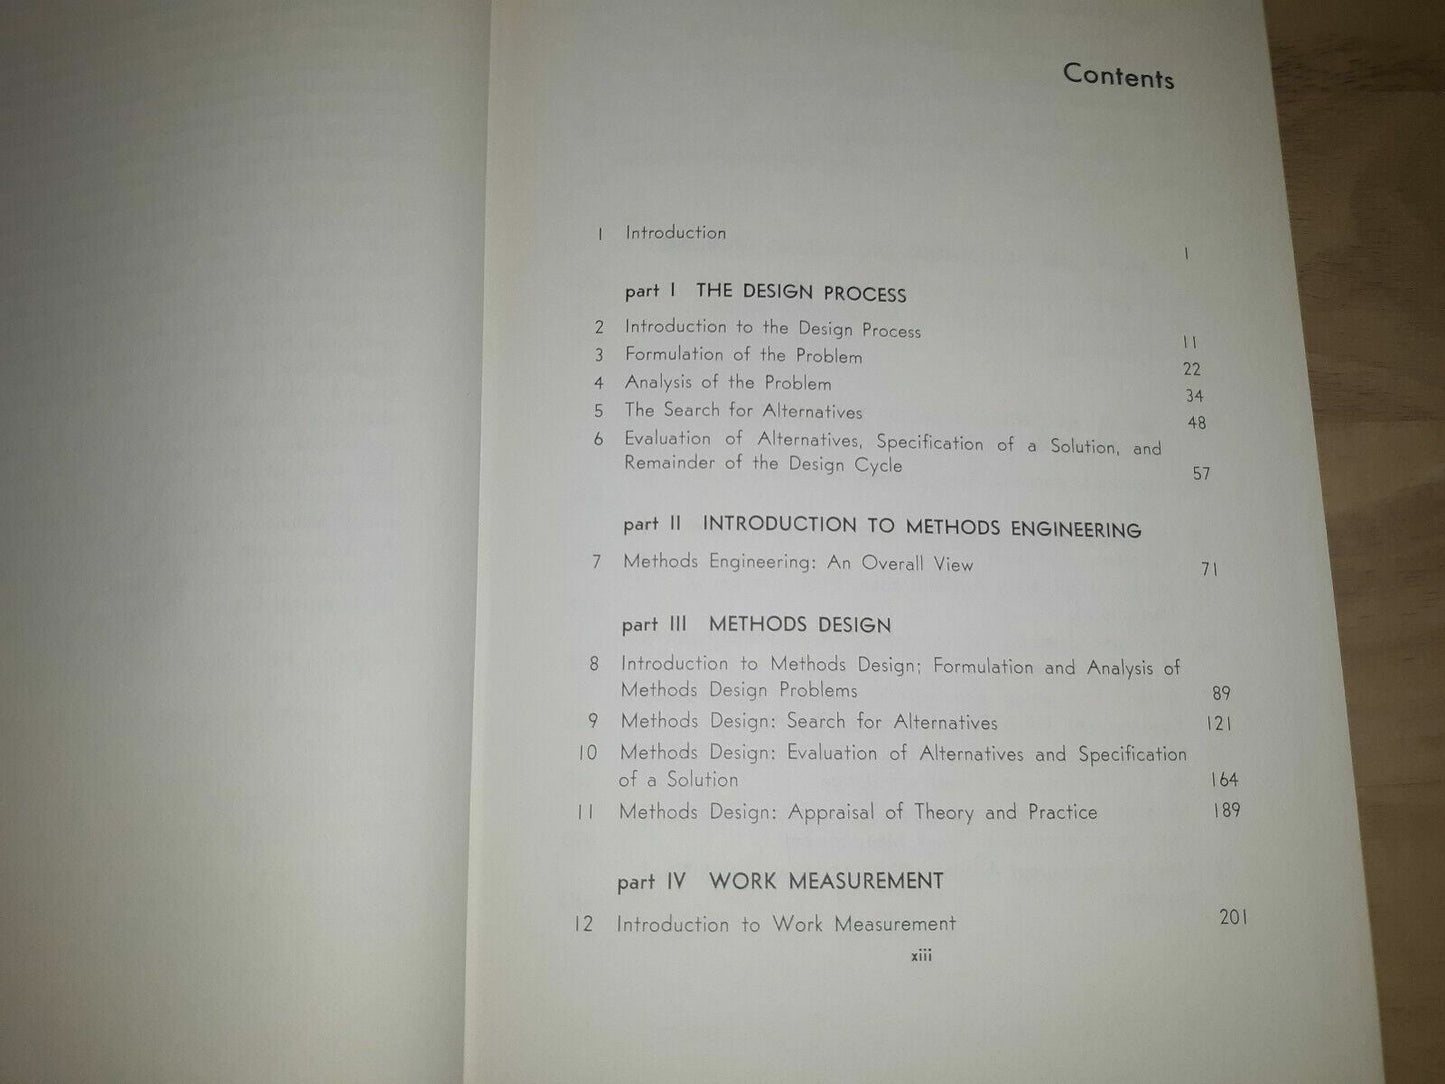 Contents
1 Introduction 1
part I THE DESIGN PROCESS
2 Introduction to the Design Process 11
3 Formulation of the Problem 22
4 Analysis of the Problem 34
5 The Search for Alternatives 48
6 Evaluation of Alternatives, Specification of a Solution, and
Remainder of the Design Cycle 57
part II INTRODUCTION TO METHODS ENGINEERING
7 Methods Engineering: An Overall View 71
part III METHODS DESIGN
8 Introduction to Methods Design; Formulation and Analysis of
Methods Design Problems 89
9 Methods Design: Search for Alternatives 121
10 Methods Design: Evaluation of Alternatives and Specification
of a Solution 164
11 Methods Design: Appraisal of Theory and Practice 189
part IV WORK MEASUREMENT
12 Introduction to Work Measurement 201
xiii